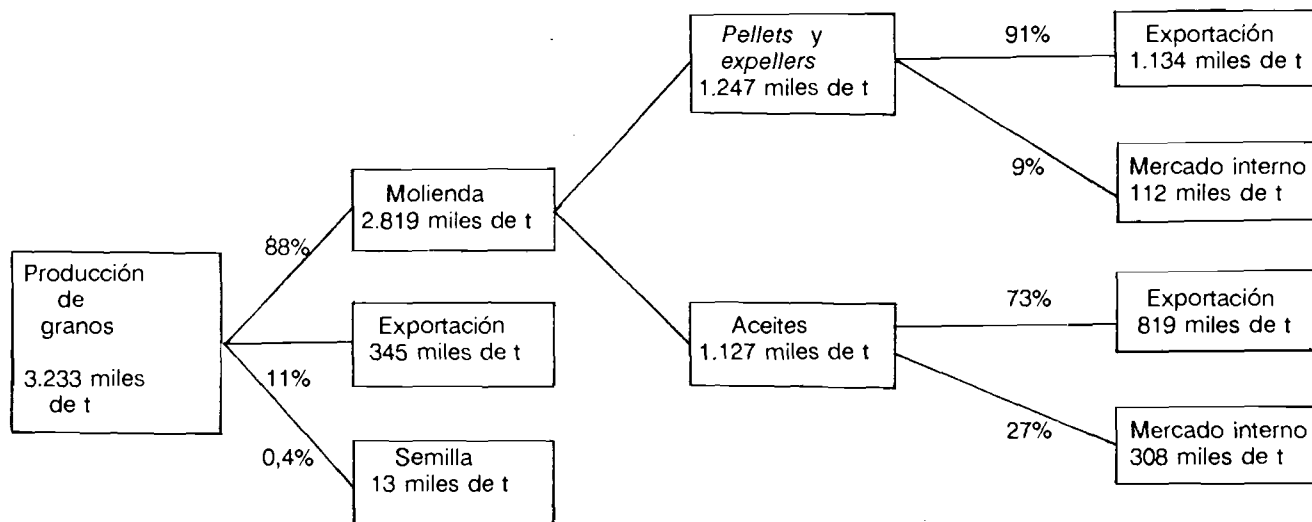 Producción
de
granos
3.233 miles
de t
88%
11%
0,4%
Molienda
2.819 miles de t
Exportación
345 miles de t
Semilla
13 miles de t
Pellets y
expellers
1.247 miles de t
91%
9%
Exportación
1.134 miles de t
Mercado interno
112 miles de t
Aceites
1.127 miles de t
73%
27%
Exportación
819 miles de t
Mercado interno
308 miles de t